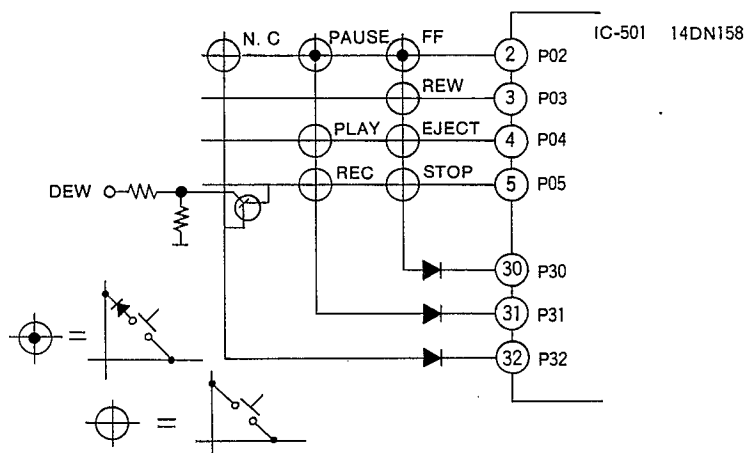 IC-501 14DN158
N. C PAUSE FF 2 P02
REW 3 P03
PLAY EJECT 4 P04
DEW REC STOP 5 P05
30 P30
31 P31
32 P32
=
=